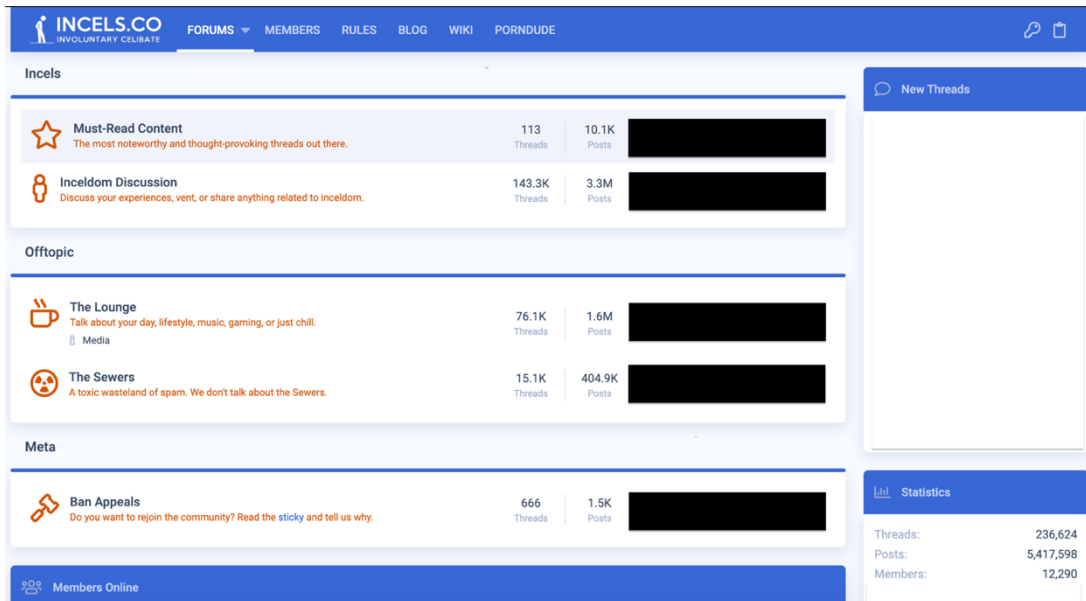 INCELS.CO
INVOLUNTARY CELIBATE
FORUMS MEMBERS RULES BLOG WIKI PORNDUDE
Incels
Must-Read Content
The most noteworthy and thought-provoking threads out there.
113 10.1K
Threads Posts
Inceldom Discussion
Discuss your experiences, vent, or share anything related to inceldom.
143.3K 3.3M
Threads Posts
Offtopic
The Lounge
Talk about your day, lifestyle, music, gaming, or just chill.
Media
76.1K 1.6M
Threads Posts
The Sewers
A toxic wasteland of spam. We don't talk about the Sewers.
15.1K 404.9K
Threads Posts
Meta
Ban Appeals
Do you want to rejoin the community? Read the sticky and tell us why.
666 1.5K
Threads Posts
Members Online
New Threads
Statistics
Threads: 236,624
Posts: 5,417,598
Members: 12,290